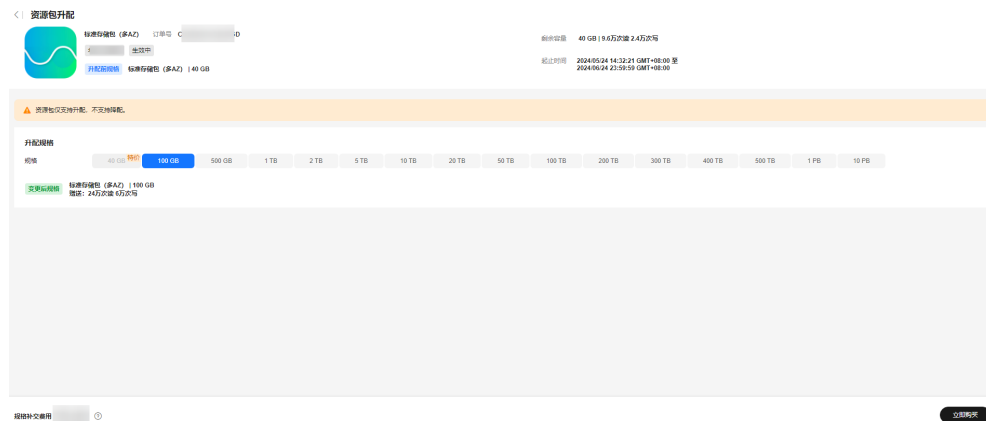 资源包升配
标准存储包（多AZ） 订单号
生效中
升配前规格 标准存储包（多AZ） | 40 GB
剩余容量 40 GB | 9.6万次读 2.4万次写
起止时间 2024/05/24 14:32:21 GMT+08:00 至
2024/06/24 23:59:59 GMT+08:00
资源包仅支持升配，不支持降配。
升配规格
规格 40 GB 特价 100 GB 500 GB 1 TB 2 TB 5 TB 10 TB 20 TB 50 TB 100 TB 200 TB 300 TB 400 TB 500 TB 1 PB 10 PB
变更后规格 标准存储包（多AZ） | 100 GB
赠送：24万次读 6万次写
规格补交费用
立即购买